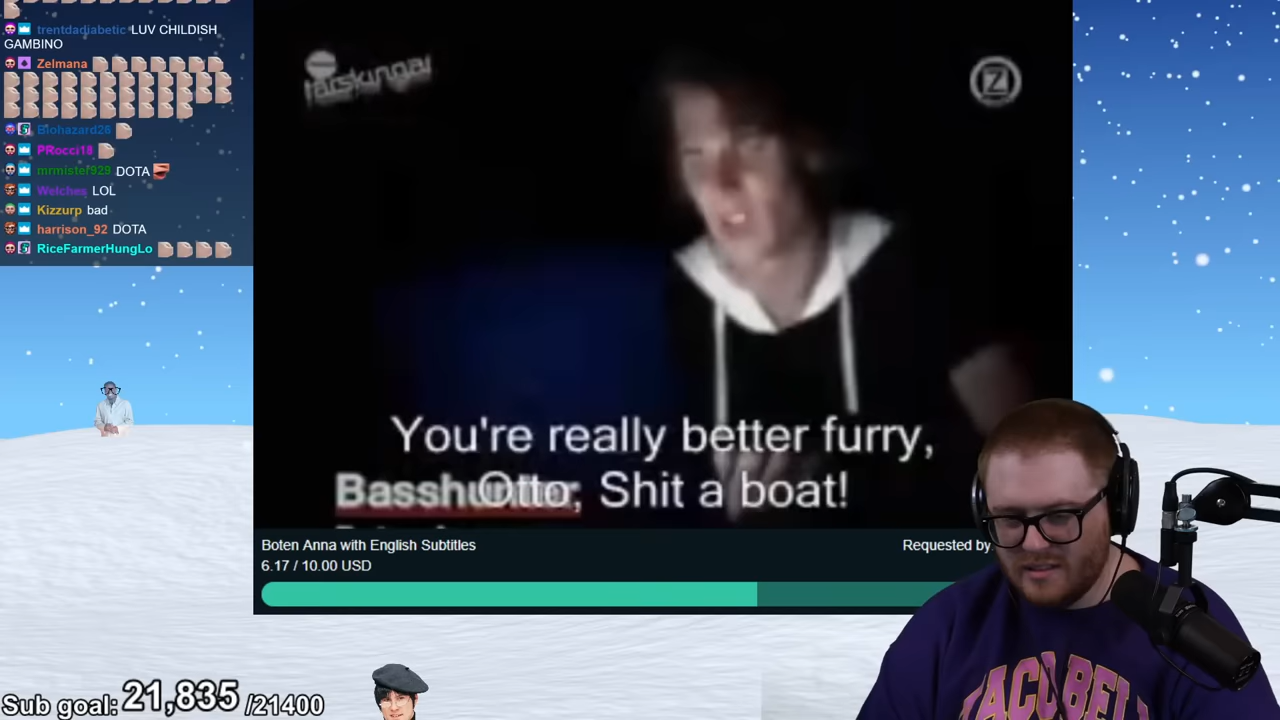 trentdadiabetic LUV CHILDISH
GAMBINO
Zelmana
Biohazard26
PRocci18
mrmister929 DOTA
Welches LOL
Kizzurp bad
harrison_92 DOTA
RiceFarmerHungLo
Z
You're really better furry,
Otto, Shit a boat!
Basshunter
Boten Anna with English Subtitles
Requested by
6.17 / 10.00 USD
Sub goal: 21,835 /21400
TACO BELL